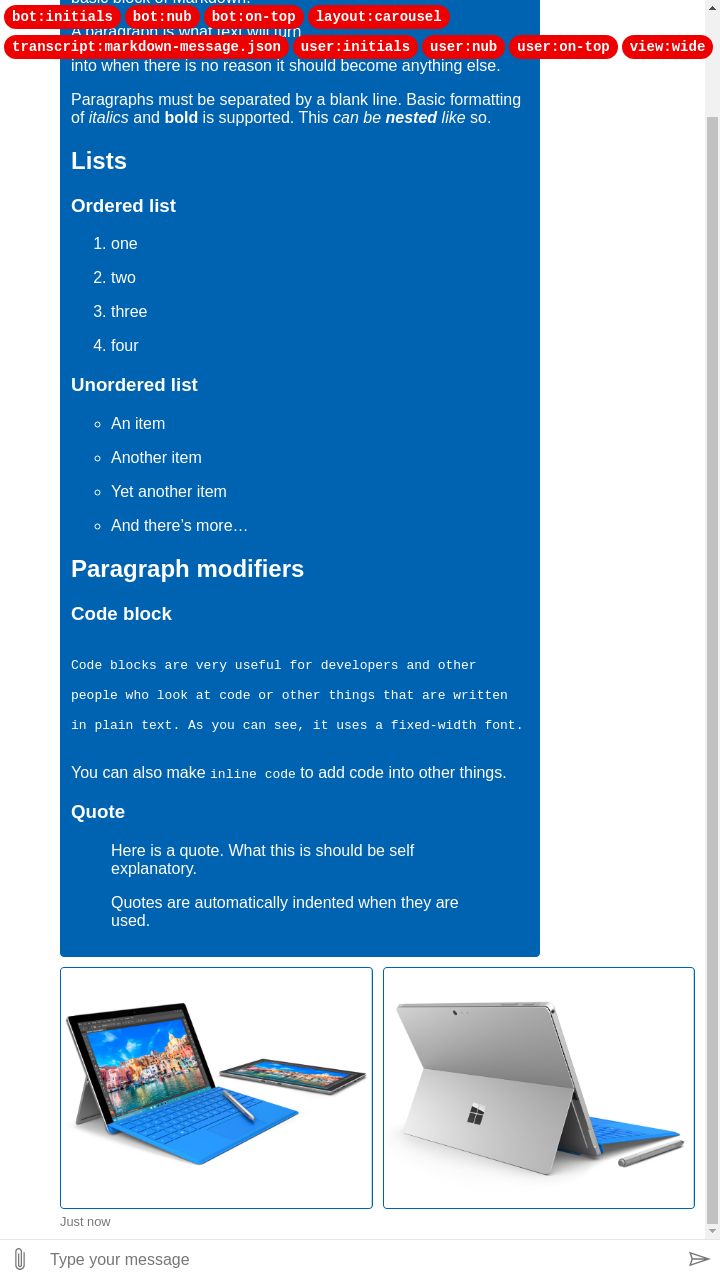 bot:initials bot:nub bot:on-top layout:carousel
transcript:markdown-message.json user:initials user:nub user:on-top view:wide
into when there is no reason it should become anything else.
Paragraphs must be separated by a blank line. Basic formatting
of italics and bold is supported. This can be nested like so.
Lists
Ordered list
1. one
2. two
3. three
4. four
Unordered list
An item
Another item
Yet another item
And there’s more…
Paragraph modifiers
Code block
Code blocks are very useful for developers and other
people who look at code or other things that are written
in plain text. As you can see, it uses a fixed-width font.
You can also make inline code to add code into other things.
Quote
Here is a quote. What this is should be self
explanatory.
Quotes are automatically indented when they are
used.
Just now
Type your message